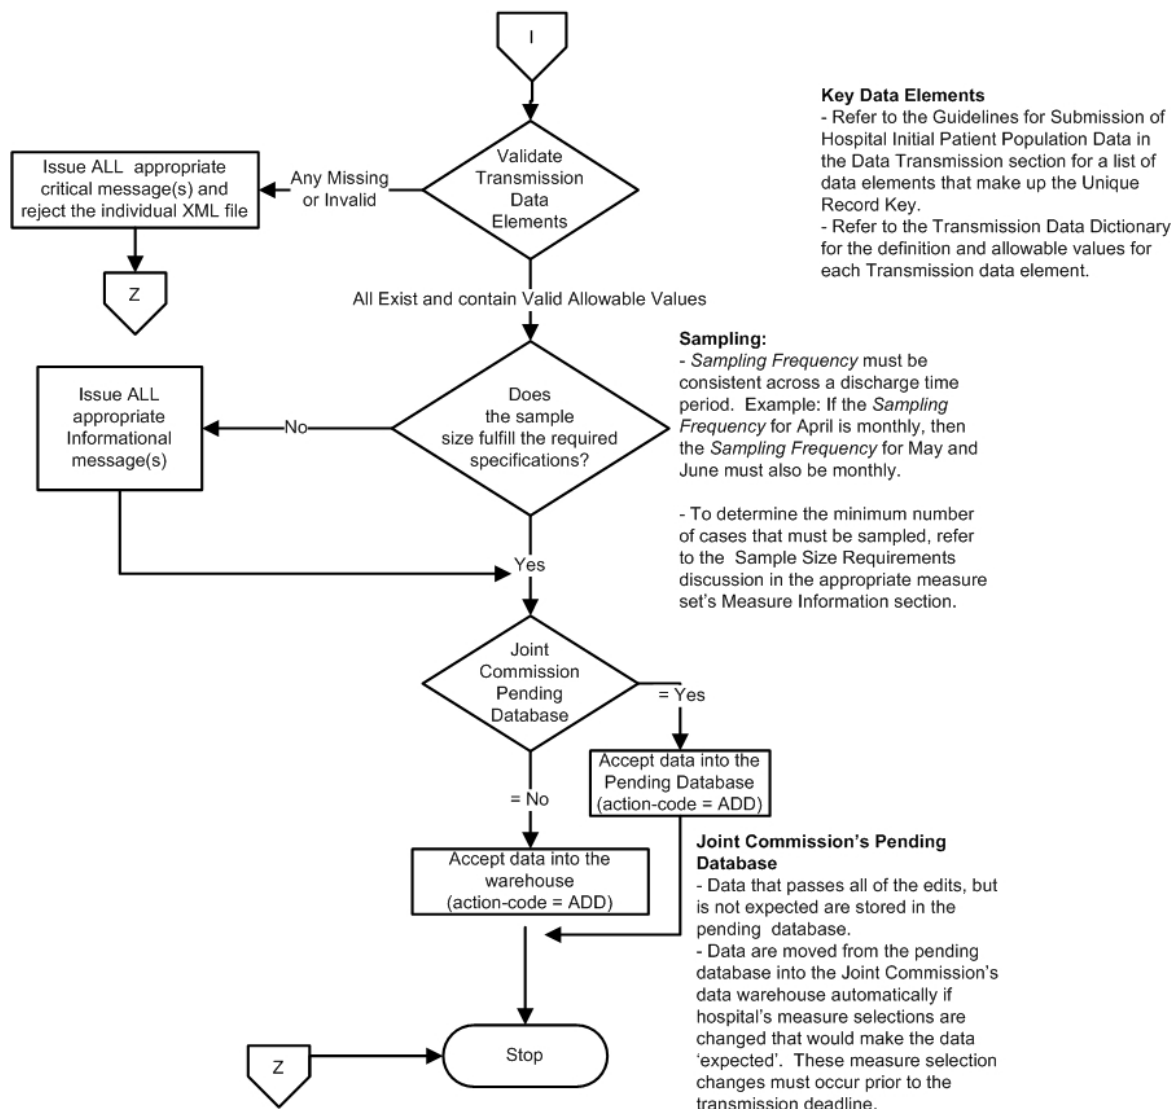 I
Key Data Elements
- Refer to the Guidelines for Submission of
Hospital Initial Patient Population Data in
the Data Transmission section for a list of
data elements that make up the Unique
Record Key.
- Refer to the Transmission Data Dictionary
for the definition and allowable values for
each Transmission data element.
Validate
Transmission
Data
Elements
Any Missing
or Invalid
Issue ALL appropriate
critical message(s) and
reject the individual XML file
Z
All Exist and contain Valid Allowable Values
Sampling:
- Sampling Frequency must be
consistent across a discharge time
period. Example: If the Sampling
Frequency for April is monthly, then
the Sampling Frequency for May and
June must also be monthly.
- To determine the minimum number
of cases that must be sampled, refer
to the Sample Size Requirements
discussion in the appropriate measure
set's Measure Information section.
Does
the sample
size fulfill the required
specifications?
No
Issue ALL
appropriate
Informational
message(s)
Yes
Joint
Commission
Pending
Database
= Yes
Accept data into the
Pending Database
(action-code = ADD)
= No
Accept data into the
warehouse
(action-code = ADD)
Joint Commission's Pending
Database
- Data that passes all of the edits, but
is not expected are stored in the
pending database.
- Data are moved from the pending
database into the Joint Commission's
data warehouse automatically if
hospital's measure selections are
changed that would make the data
'expected'. These measure selection
changes must occur prior to the
transmission deadline.
Z
Stop